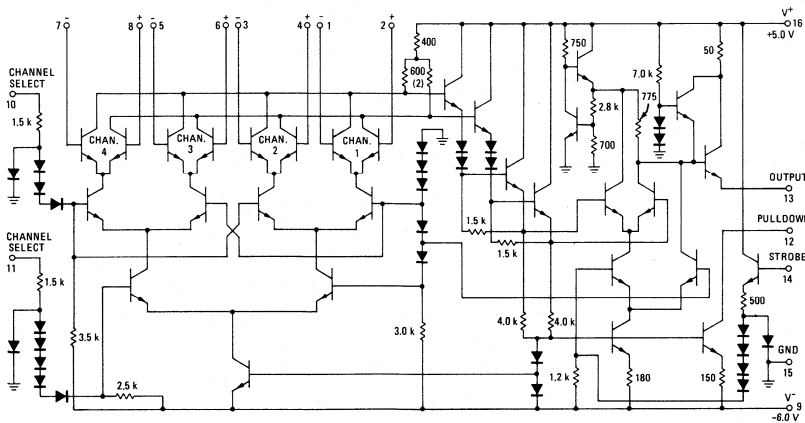 7 −
8 +
− 5
6 +
− 3
4 +
− 1
2 +
V+
16
+5.0 V
400
600
(2)
750
2.8 k
700
775
7.0 k
50
CHANNEL
SELECT
10
1.5 k
CHAN.
4
CHAN.
3
CHAN.
2
CHAN.
1
OUTPUT
13
PULLDOWN
12
STROBE
14
CHANNEL
SELECT
11
1.5 k
1.5 k
1.5 k
500
3.5 k
3.0 k
4.0 k
4.0 k
GND
15
2.5 k
1.2 k
180
150
V−
9
−6.0 V